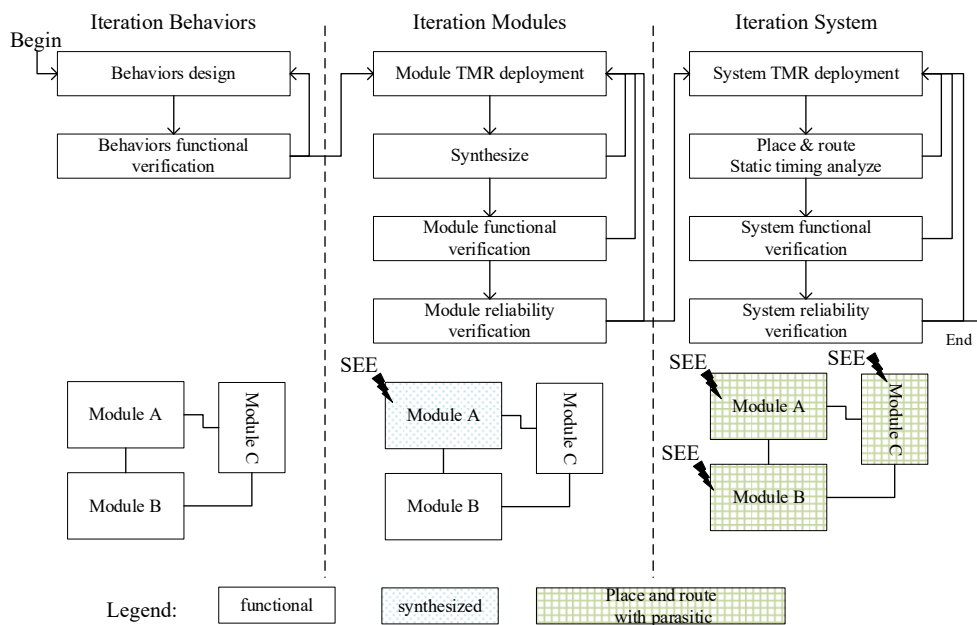 Iteration Behaviors
Iteration Modules
Iteration System
Begin
Behaviors design
Module TMR deployment
System TMR deployment
Behaviors functional
verification
Synthesize
Place & route
Static timing analyze
Module functional
verification
System functional
verification
Module reliability
verification
System reliability
verification
End
SEE
SEE
SEE
Module A
Module C
Module B
Module A
Module C
Module B
Module A
Module C
SEE
Module B
Legend:
functional
synthesized
Place and route
with parasitic